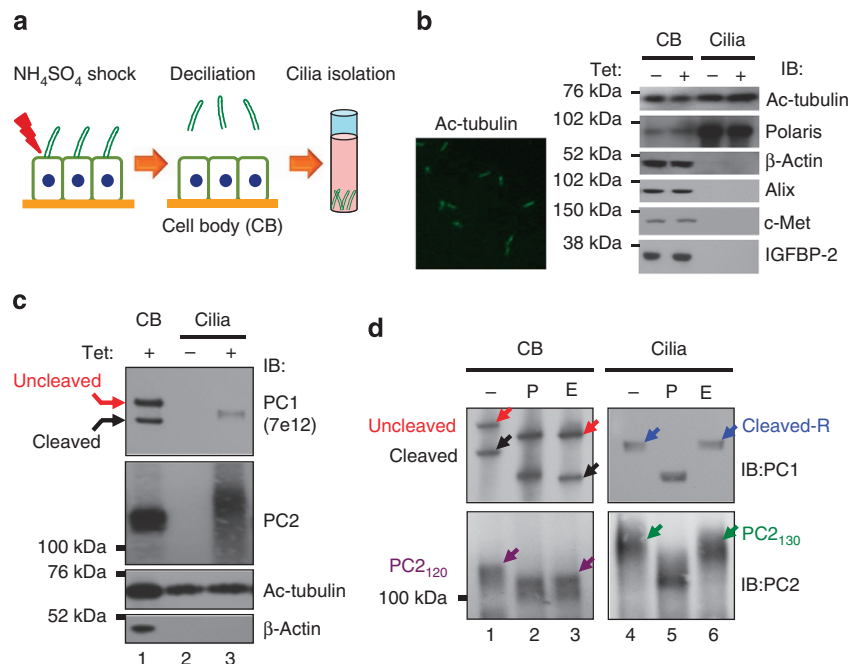 a
NH4SO4 shock
Deciliation
Cilia isolation
Cell body (CB)
b
CB Cilia
Tet: – + – + IB:
76 kDa Ac-tubulin
102 kDa Polaris
52 kDa β-Actin
102 kDa Alix
150 kDa c-Met
38 kDa IGFBP-2
Ac-tubulin
c
CB Cilia
Tet: + – + IB:
Uncleaved PC1
Cleaved (7e12)
PC2
100 kDa
76 kDa
Ac-tubulin
52 kDa
β-Actin
1 2 3
d
CB Cilia
– P E – P E
Uncleaved Cleaved-R
Cleaved IB:PC1
PC2120 PC2130
100 kDa IB:PC2
1 2 3 4 5 6